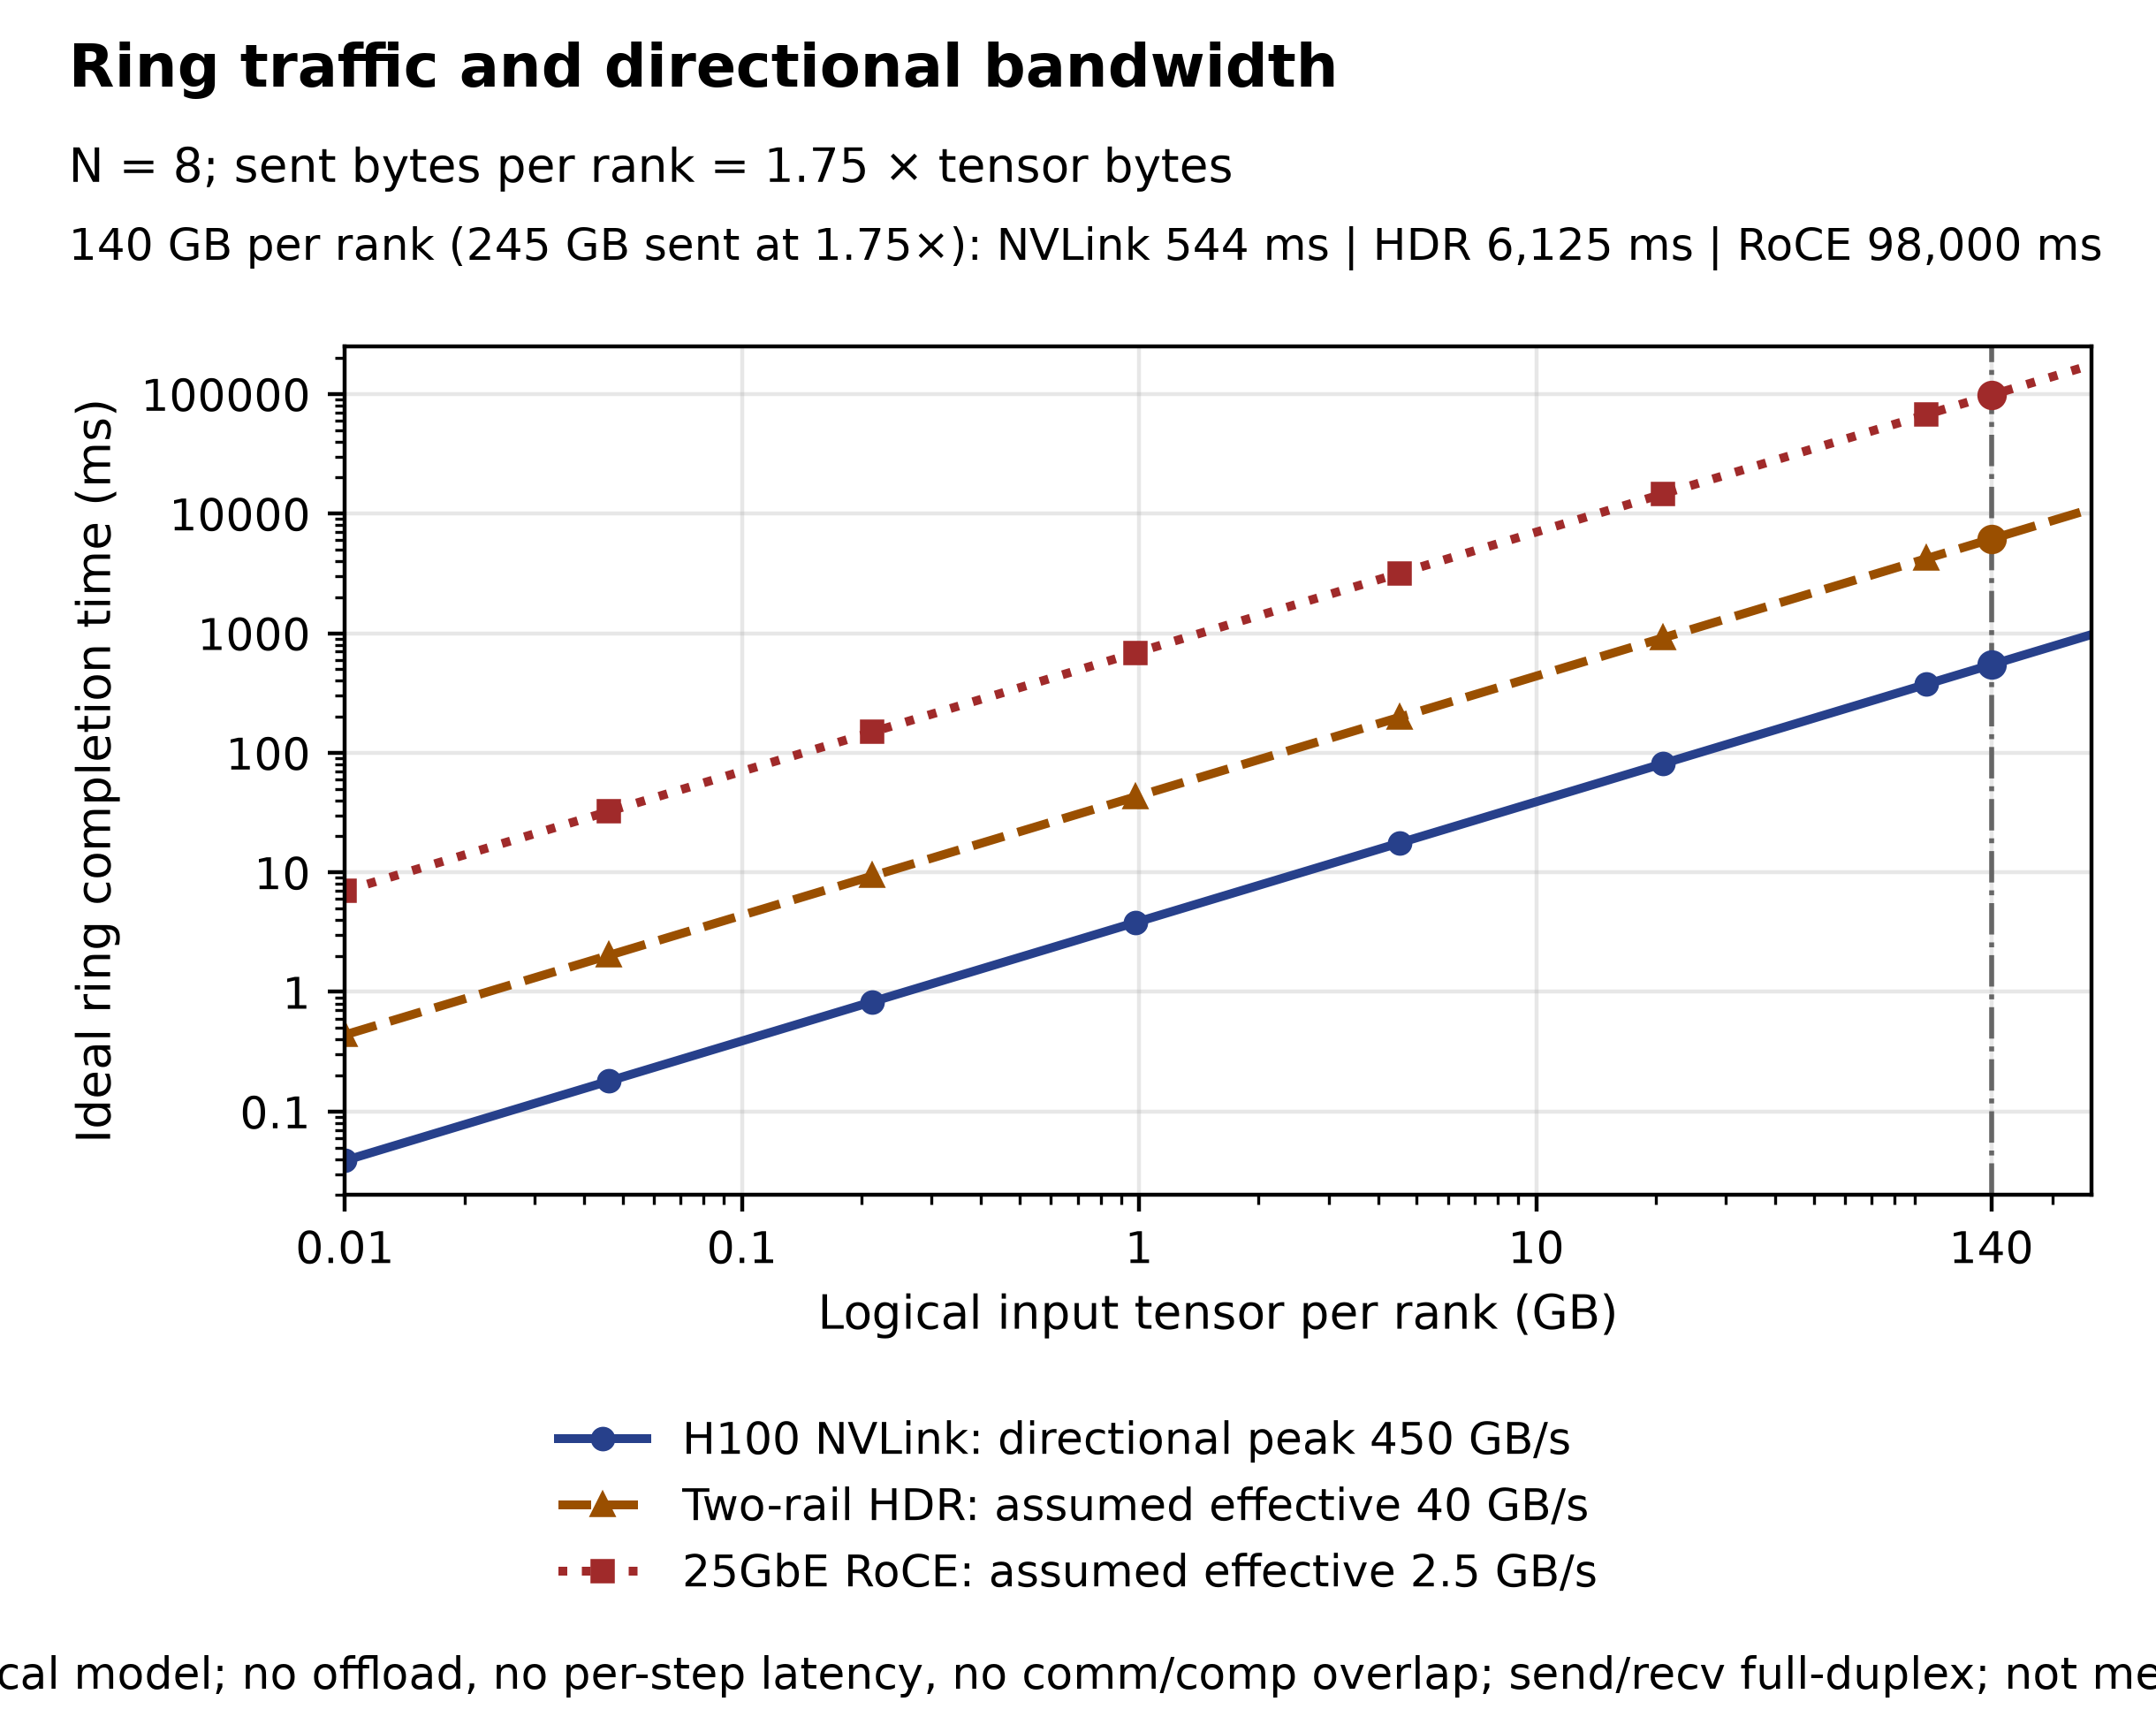 Ring traffic and directional bandwidth
N = 8; sent bytes per rank = 1.75 × tensor bytes
140 GB per rank (245 GB sent at 1.75×): NVLink 544 ms | HDR 6,125 ms | RoCE 98,000 ms
Ideal ring completion time (ms)
100000
10000
1000
100
10
1
0.1
0.01 0.1 1 10 140
Logical input tensor per rank (GB)
H100 NVLink: directional peak 450 GB/s
Two-rail HDR: assumed effective 40 GB/s
25GbE RoCE: assumed effective 2.5 GB/s
cal model; no offload, no per-step latency, no comm/comp overlap; send/recv full-duplex; not me